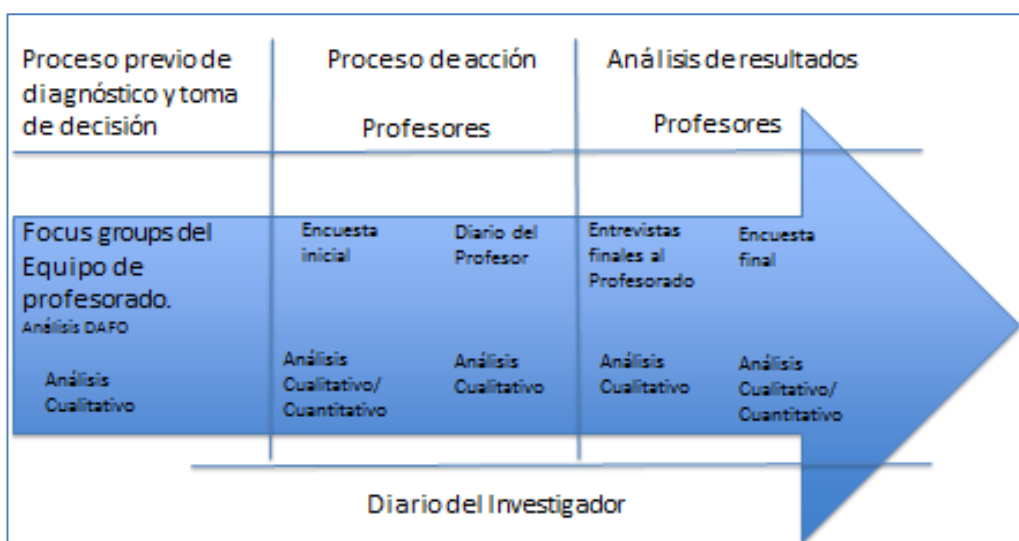 Proceso previo de
diagnóstico y toma
de decisión
Proceso de acción
Profesores
Análisis de resultados
Profesores
Focus groups del
Equipo de
profesorado.
Análisis DAFO
Análisis
Cualitativo
Encuesta
inicial
Análisis
Cualitativo/
Cuantitativo
Diario del
Profesor
Análisis
Cualitativo
Entrevistas
finales al
Profesorado
Análisis
Cualitativo
Encuesta
final
Análisis
Cualitativo/
Cuantitativo
Diario del Investigador